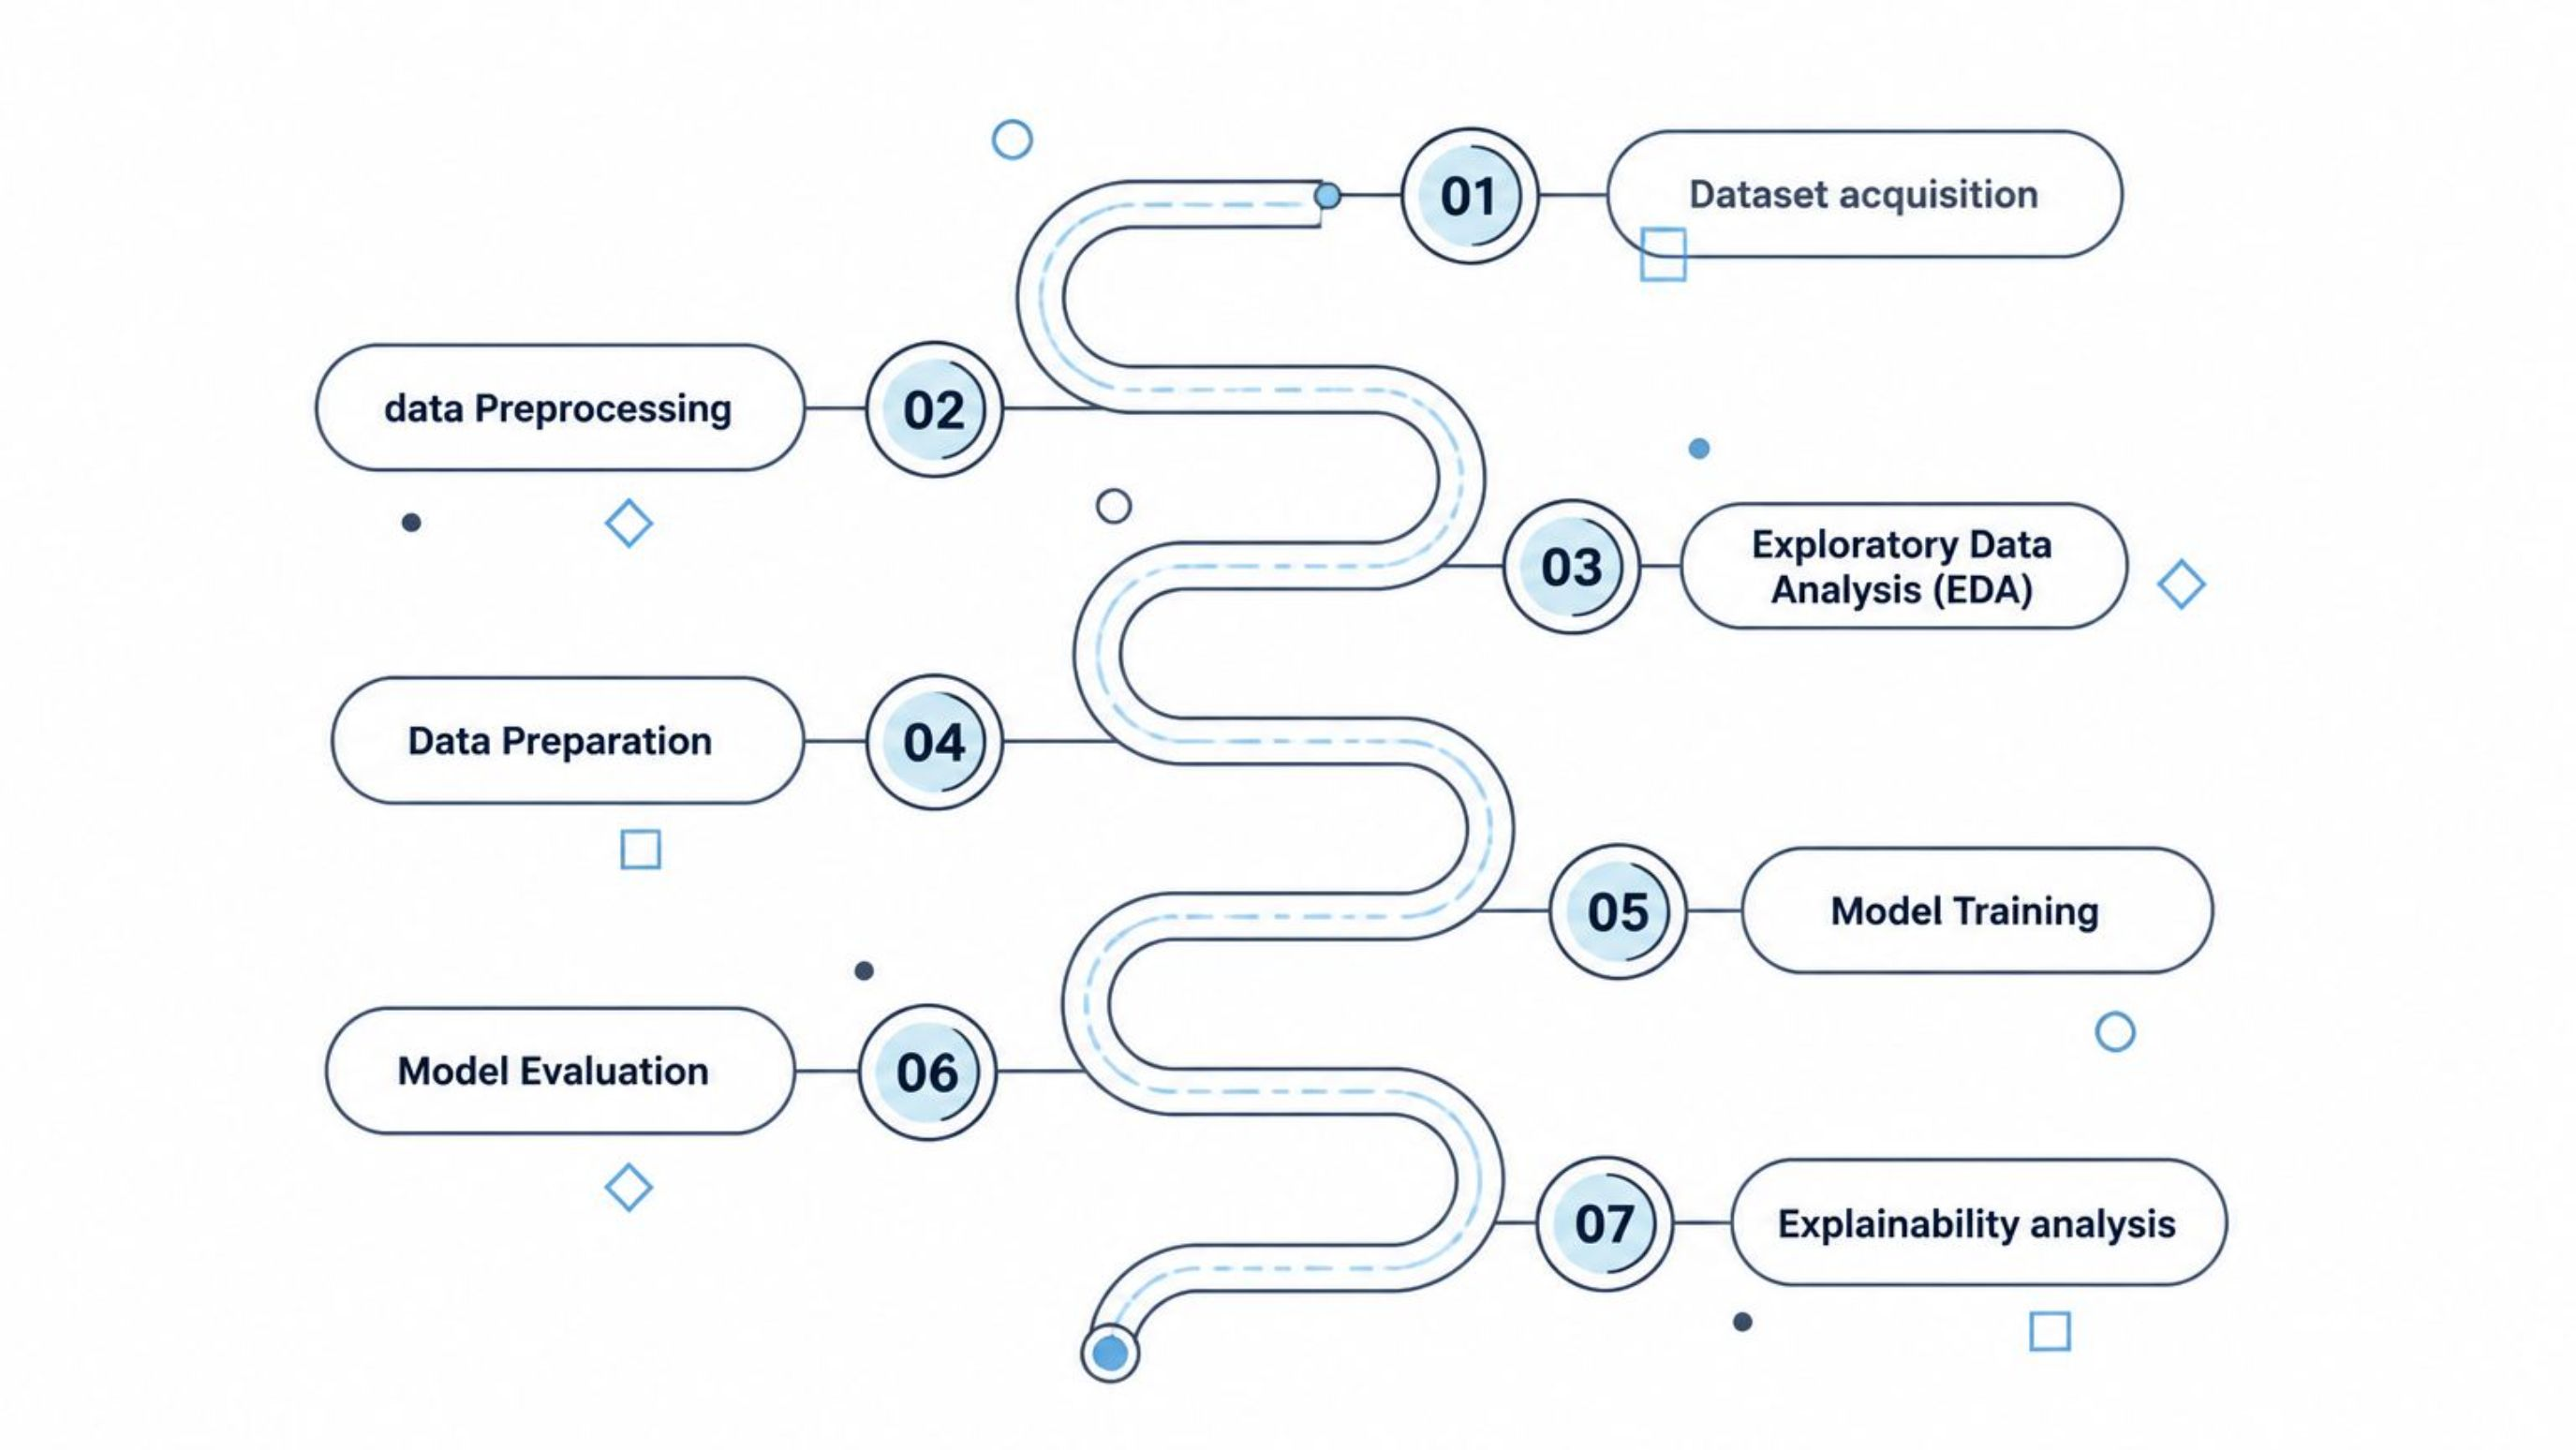 01
Dataset acquisition
02
data Preprocessing
03
Exploratory Data
Analysis (EDA)
04
Data Preparation
05
Model Training
06
Model Evaluation
07
Explainability analysis